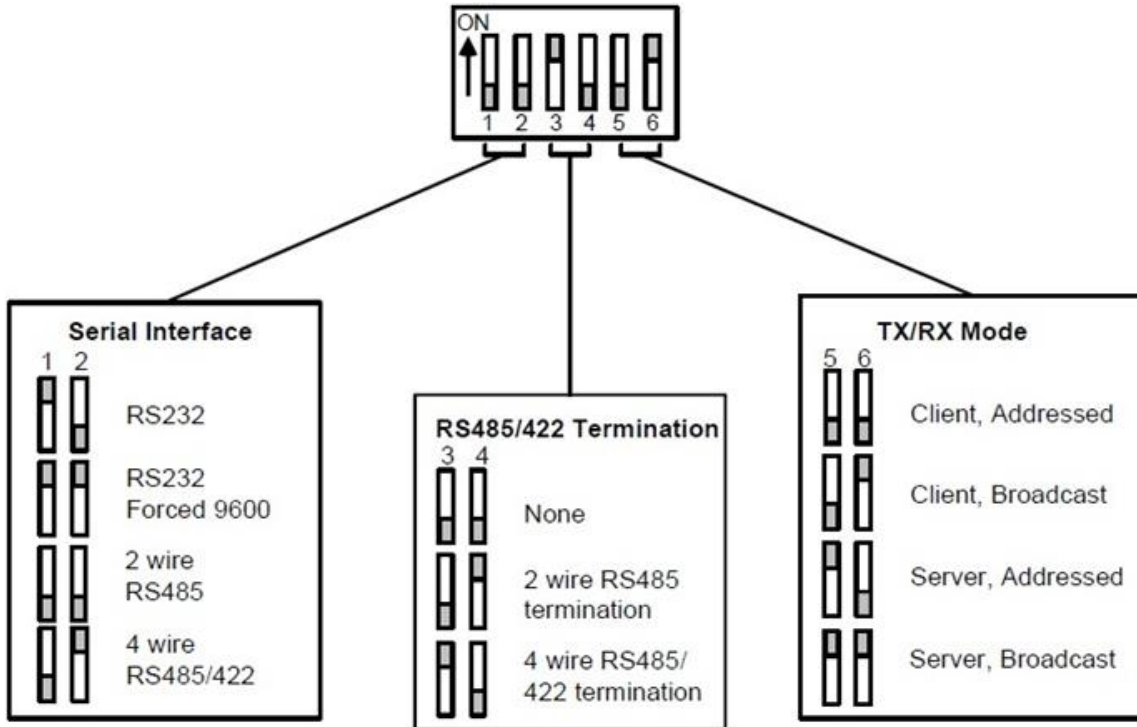 ON
1 2 3 4 5 6
Serial Interface
1 2
RS232
RS232
Forced 9600
2 wire
RS485
4 wire
RS485/422
RS485/422 Termination
3 4
None
2 wire RS485
termination
4 wire RS485/
422 termination
TX/RX Mode
5 6
Client, Addressed
Client, Broadcast
Server, Addressed
Server, Broadcast